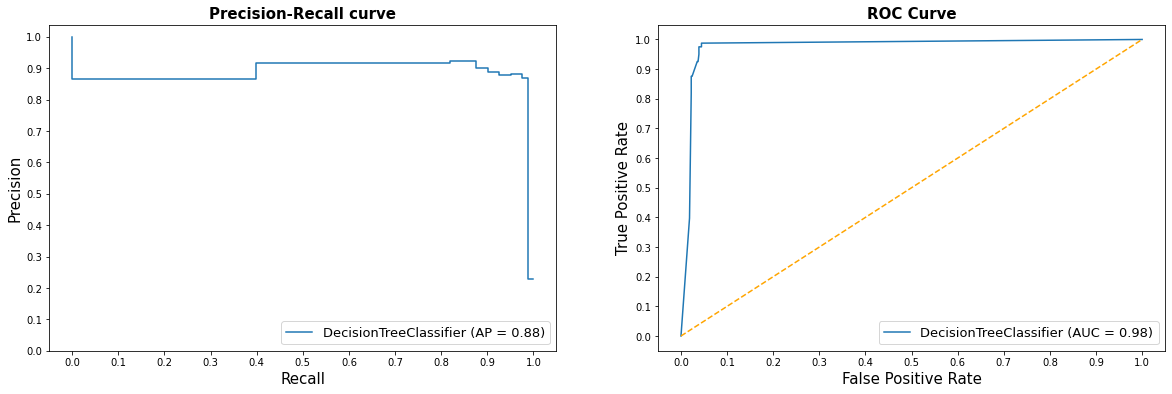 Precision-Recall curve
1.0
0.9
0.8
0.7
0.6
0.5
0.4
0.3
0.2
0.1
0.0
Precision
DecisionTreeClassifier (AP = 0.88)
0.0 0.1 0.2 0.3 0.4 0.5 0.6 0.7 0.8 0.9 1.0
Recall
ROC Curve
1.0
0.9
0.8
0.7
0.6
0.5
0.4
0.3
0.2
0.1
0.0
True Positive Rate
DecisionTreeClassifier (AUC = 0.98)
0.0 0.1 0.2 0.3 0.4 0.5 0.6 0.7 0.8 0.9 1.0
False Positive Rate